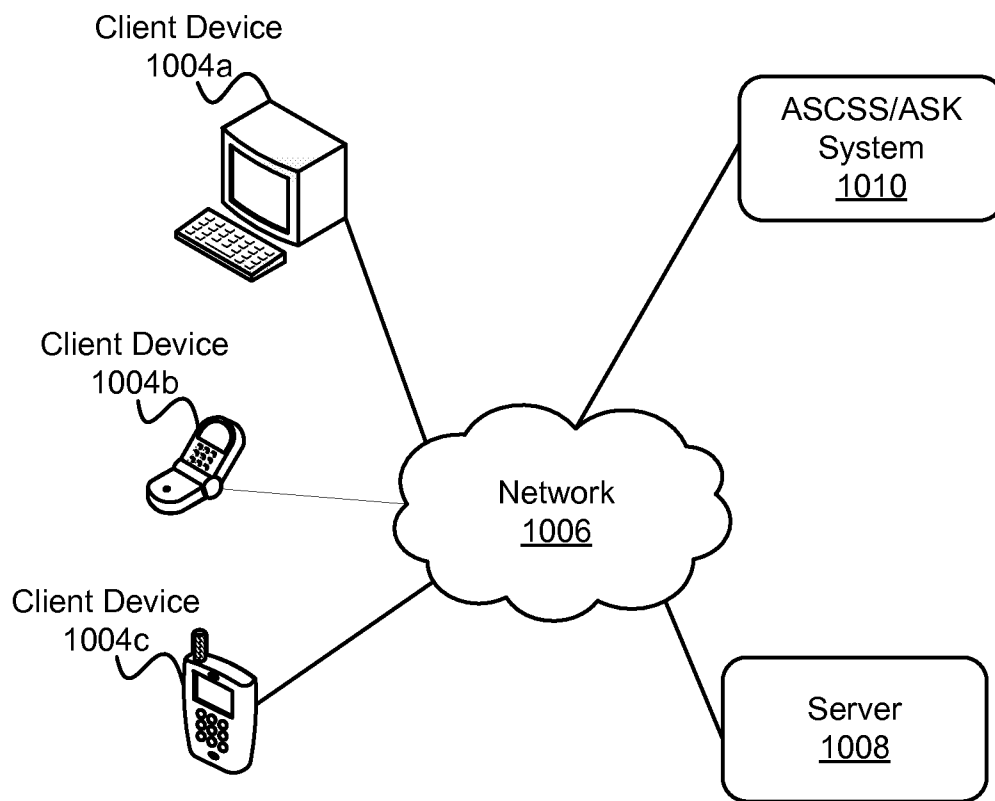 Client Device
1004a
ASCSS/ASK
System
1010
Client Device
1004b
Network
1006
Client Device
1004c
Server
1008